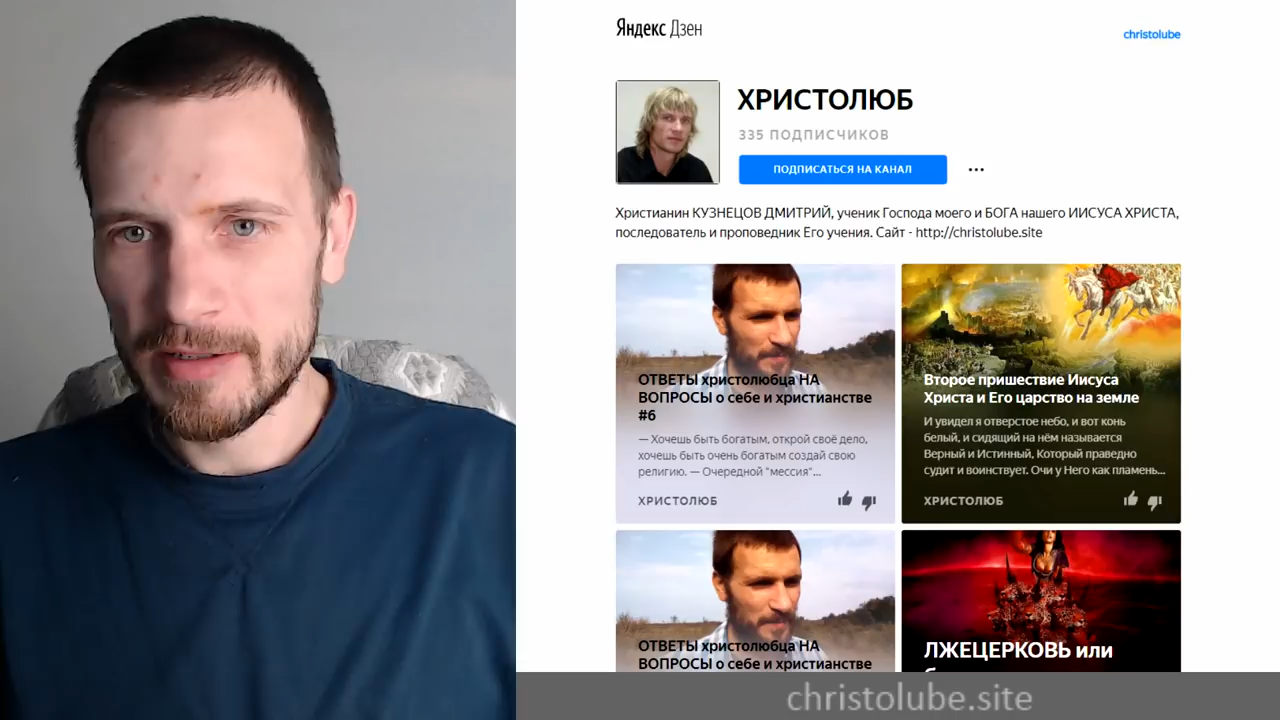 Яндекс Дзен
christolube
ХРИСТОЛЮБ
335 ПОДПИСЧИКОВ
ПОДПИСАТЬСЯ НА КАНАЛ
Христианин КУЗНЕЦОВ ДМИТРИЙ, ученик Господа моего и БОГА нашего ИИСУСА ХРИСТА,
последователь и проповедник Его учения. Сайт - http://christolube.site
ОТВЕТЫ христолюбца НА
ВОПРОСЫ о себе и христианстве
#6
— Хочешь быть богатым, открой своё дело,
хочешь быть очень богатым создай свою
религию. — Очередной "мессия"...
ХРИСТОЛЮБ
Второе пришествие Иисуса
Христа и Его царство на земле
И увидел я отверстое небо, и вот конь
белый, и сидящий на нём называется
Верный и Истинный, Который праведно
судит и воинствует. Очи у Него как пламень...
ХРИСТОЛЮБ
ОТВЕТЫ христолюбца НА
ВОПРОСЫ о себе и христианстве
ЛЖЕЦЕРКОВЬ или
christolube.site